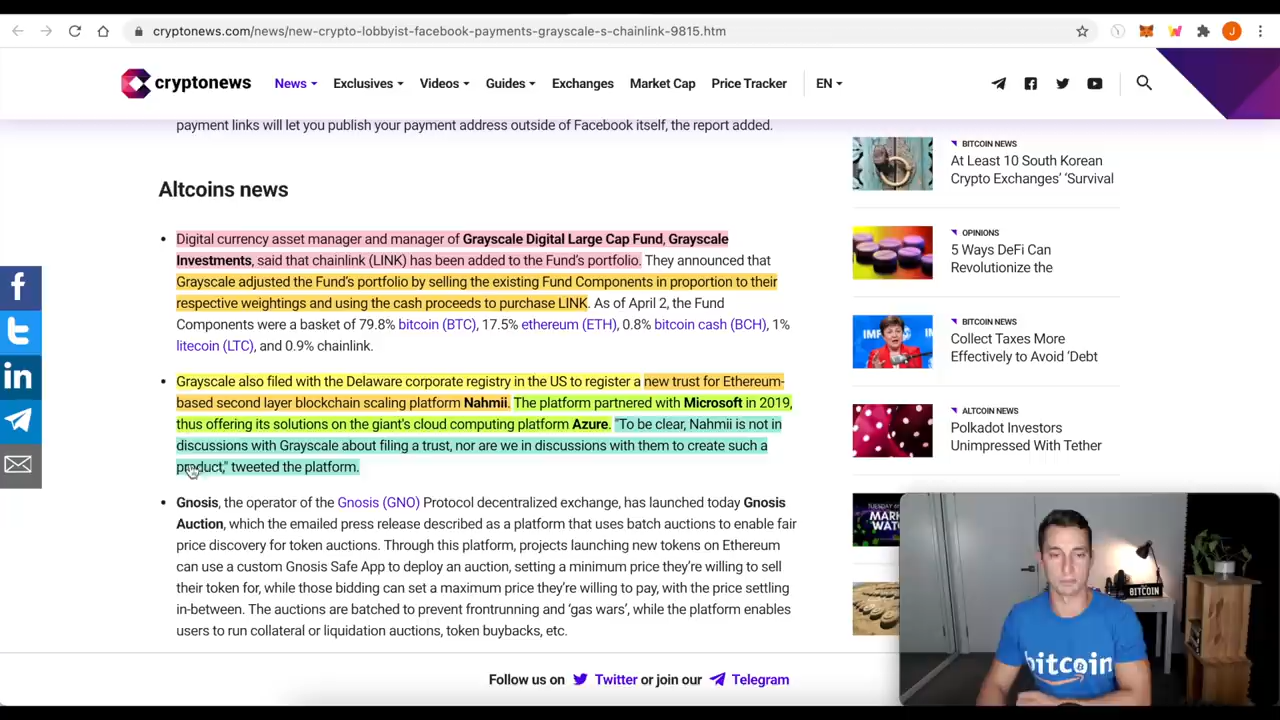 cryptonews.com/news/new-crypto-lobbyist-facebook-payments-grayscale-s-chainlink-9815.htm
J
cryptonews
News
Exclusives
Videos
Guides
Exchanges
Market Cap
Price Tracker
EN
payment links will let you publish your payment address outside of Facebook itself, the report added.
Altcoins news
• Digital currency asset manager and manager of Grayscale Digital Large Cap Fund, Grayscale
Investments, said that chainlink (LINK) has been added to the Fund's portfolio. They announced that
Grayscale adjusted the Fund's portfolio by selling the existing Fund Components in proportion to their
respective weightings and using the cash proceeds to purchase LINK. As of April 2, the Fund
Components were a basket of 79.8% bitcoin (BTC), 17.5% ethereum (ETH), 0.8% bitcoin cash (BCH), 1%
litecoin (LTC), and 0.9% chainlink.
• Grayscale also filed with the Delaware corporate registry in the US to register a new trust for Ethereum-
based second layer blockchain scaling platform Nahmii. The platform partnered with Microsoft in 2019,
thus offering its solutions on the giant's cloud computing platform Azure. "To be clear, Nahmii is not in
discussions with Grayscale about filing a trust, nor are we in discussions with them to create such a
product," tweeted the platform.
• Gnosis, the operator of the Gnosis (GNO) Protocol decentralized exchange, has launched today Gnosis
Auction, which the emailed press release described as a platform that uses batch auctions to enable fair
price discovery for token auctions. Through this platform, projects launching new tokens on Ethereum
can use a custom Gnosis Safe App to deploy an auction, setting a minimum price they're willing to sell
their token for, while those bidding can set a maximum price they're willing to pay, with the price settling
in-between. The auctions are batched to prevent frontrunning and 'gas wars', while the platform enables
users to run collateral or liquidation auctions, token buybacks, etc.
BITCOIN NEWS
At Least 10 South Korean
Crypto Exchanges' 'Survival
OPINIONS
5 Ways DeFi Can
Revolutionize the
BITCOIN NEWS
Collect Taxes More
Effectively to Avoid 'Debt
ALTCOIN NEWS
Polkadot Investors
Unimpressed With Tether
Follow us on Twitter or join our Telegram
BITCOIN
bitcoin